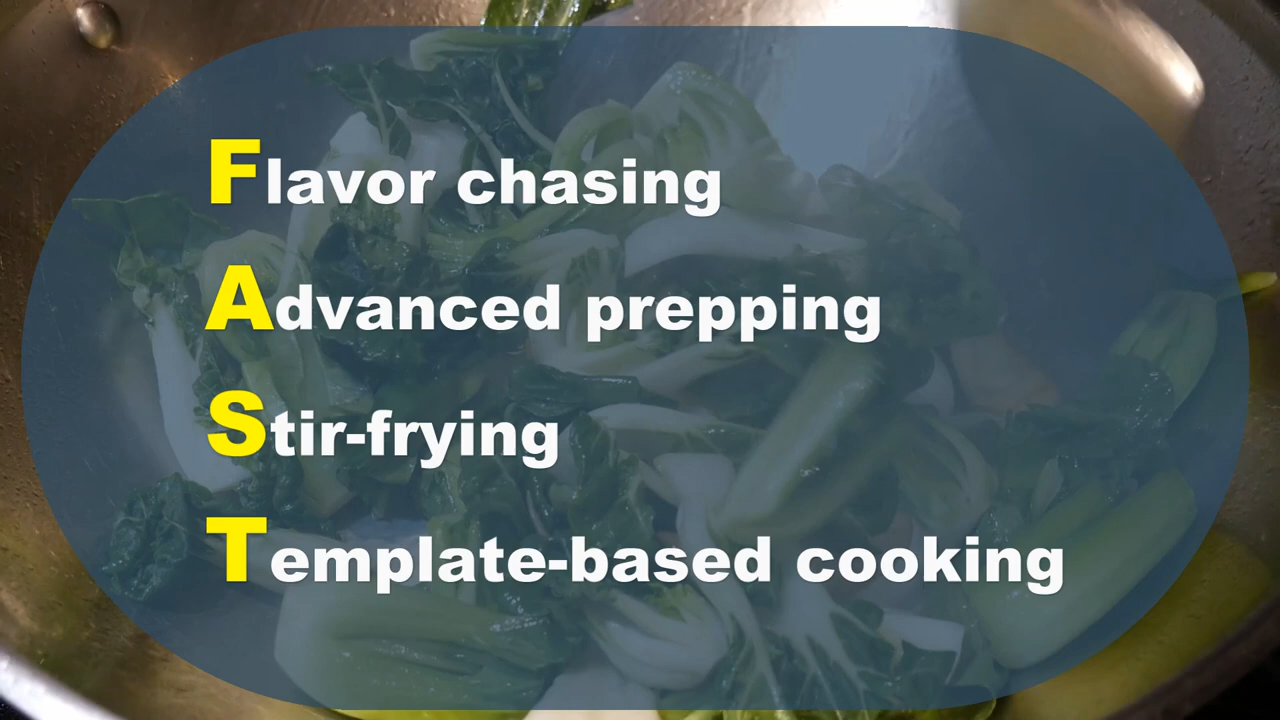 Flavor chasing
Advanced prepping
Stir-frying
Template-based cooking